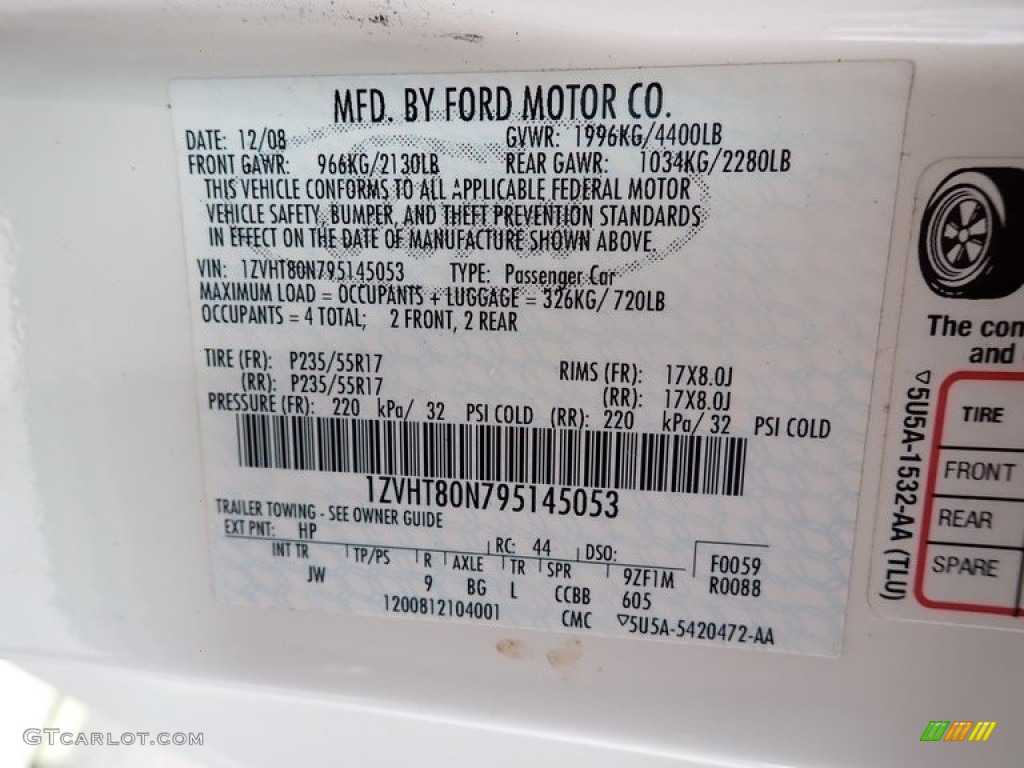 MFD. BY FORD MOTOR CO.
DATE: 12/08 GVWR: 1996KG/4400LB
FRONT GAWR: 966KG/2130LB REAR GAWR: 1034KG/2280LB
THIS VEHICLE CONFORMS TO ALL APPLICABLE FEDERAL MOTOR
VEHICLE SAFETY, BUMPER, AND THEFT PREVENTION STANDARDS
IN EFFECT ON THE DATE OF MANUFACTURE SHOWN ABOVE.
VIN: 1ZVHT80N795145053 TYPE: Passenger Car
MAXIMUM LOAD = OCCUPANTS + LUGGAGE = 326KG/ 720LB
OCCUPANTS = 4 TOTAL; 2 FRONT, 2 REAR
TIRE (FR): P235/55R17 RIMS (FR): 17X8.0J
(RR): P235/55R17 (RR): 17X8.0J
PRESSURE (FR): 220 kPa/ 32 PSI COLD (RR): 220 kPa/ 32 PSI COLD
1ZVHT80N795145053
TRAILER TOWING - SEE OWNER GUIDE
EXT PNT: HP RC: 44 DSO: F0059
INT TR TP/PS R AXLE TR SPR 9ZF1M R0088
JW 9 BG L CCBB 605
1200812104001 CMC ▽5U5A-5420472-AA
The con
and
TIRE
FRONT
REAR
SPARE
▽5U5A-1532-AA (TLU)
GTCARLOT.COM